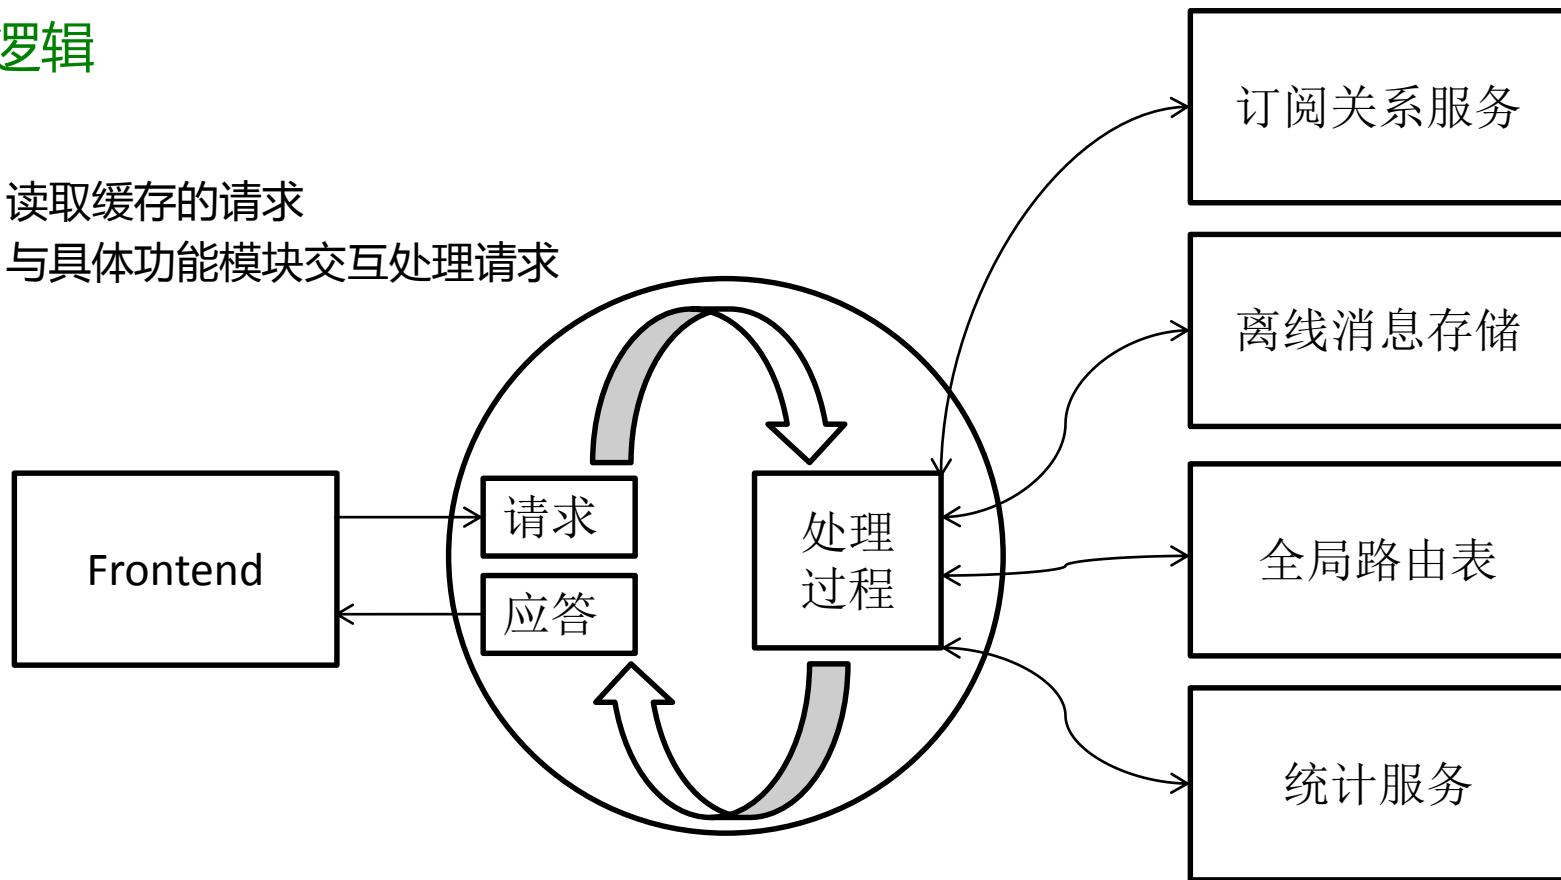 逻辑
读取缓存的请求
与具体功能模块交互处理请求
订阅关系服务
离线消息存储
Frontend
请求
应答
处理
过程
全局路由表
统计服务